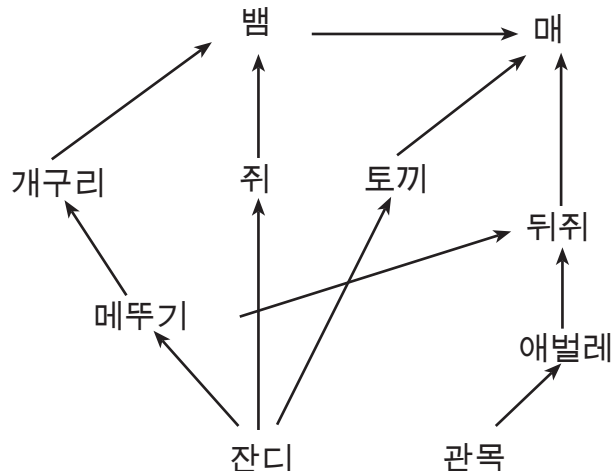 뱀 매
개구리 쥐 토끼
뒤쥐
메뚜기
애벌레
잔디 관목